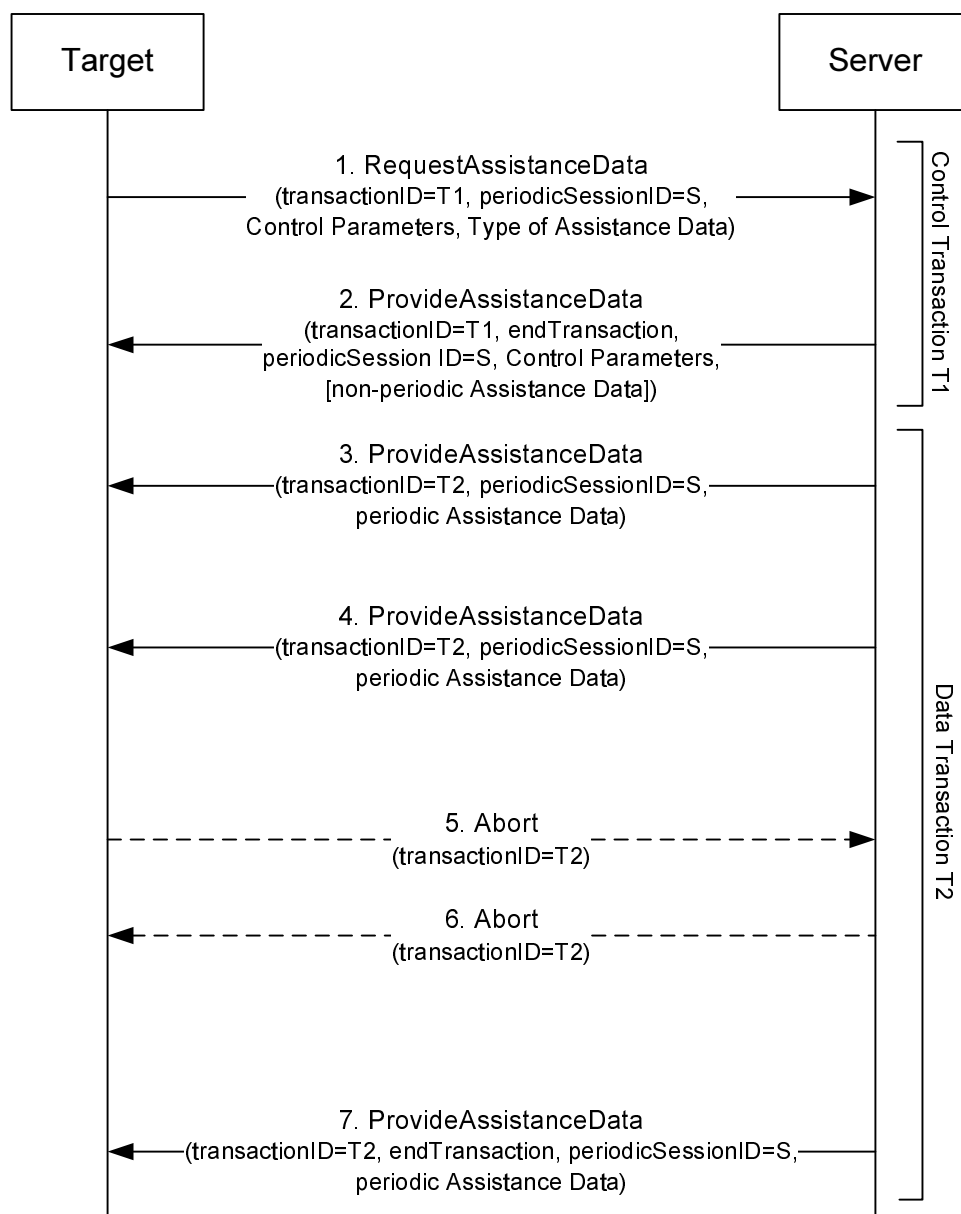 Target
Server
1. RequestAssistanceData
(transactionID=T1, periodicSessionID=S,
Control Parameters, Type of Assistance Data)
2. ProvideAssistanceData
(transactionID=T1, endTransaction,
periodicSession ID=S, Control Parameters,
[non-periodic Assistance Data])
Control Transaction T1
3. ProvideAssistanceData
(transactionID=T2, periodicSessionID=S,
periodic Assistance Data)
4. ProvideAssistanceData
(transactionID=T2, periodicSessionID=S,
periodic Assistance Data)
5. Abort
(transactionID=T2)
6. Abort
(transactionID=T2)
7. ProvideAssistanceData
(transactionID=T2, endTransaction, periodicSessionID=S,
periodic Assistance Data)
Data Transaction T2